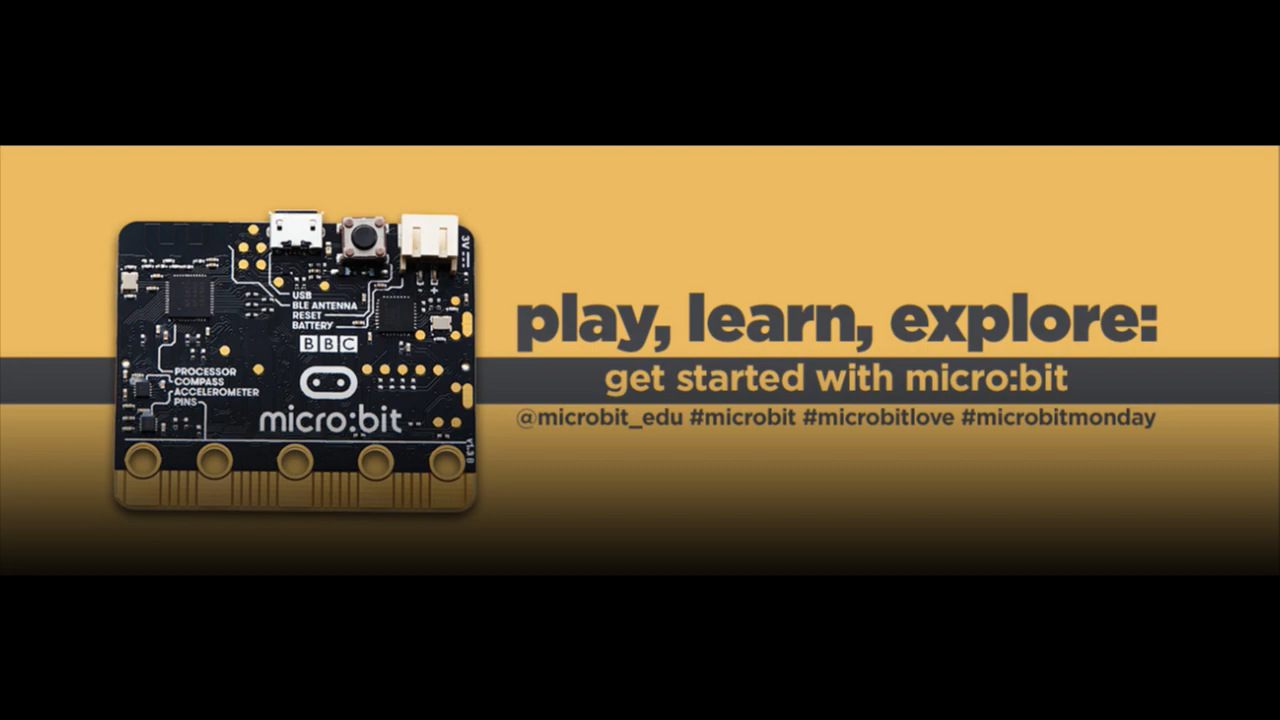 3V
USB
BLE ANTENNA
RESET
BATTERY
BBC
PROCESSOR
COMPASS
ACCELEROMETER
PINS
micro:bit
play, learn, explore:
get started with micro:bit
@microbit_edu #microbit #microbitlove #microbitmonday